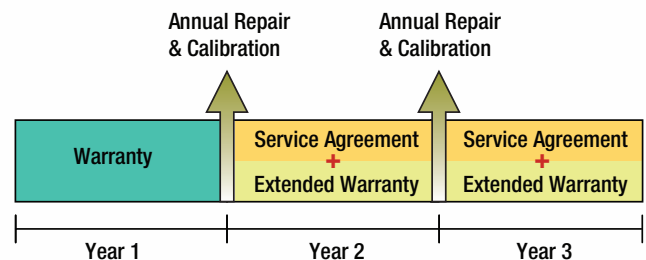 Annual Repair
& Calibration
Annual Repair
& Calibration
Warranty
Service Agreement
+
Extended Warranty
Service Agreement
+
Extended Warranty
Year 1
Year 2
Year 3